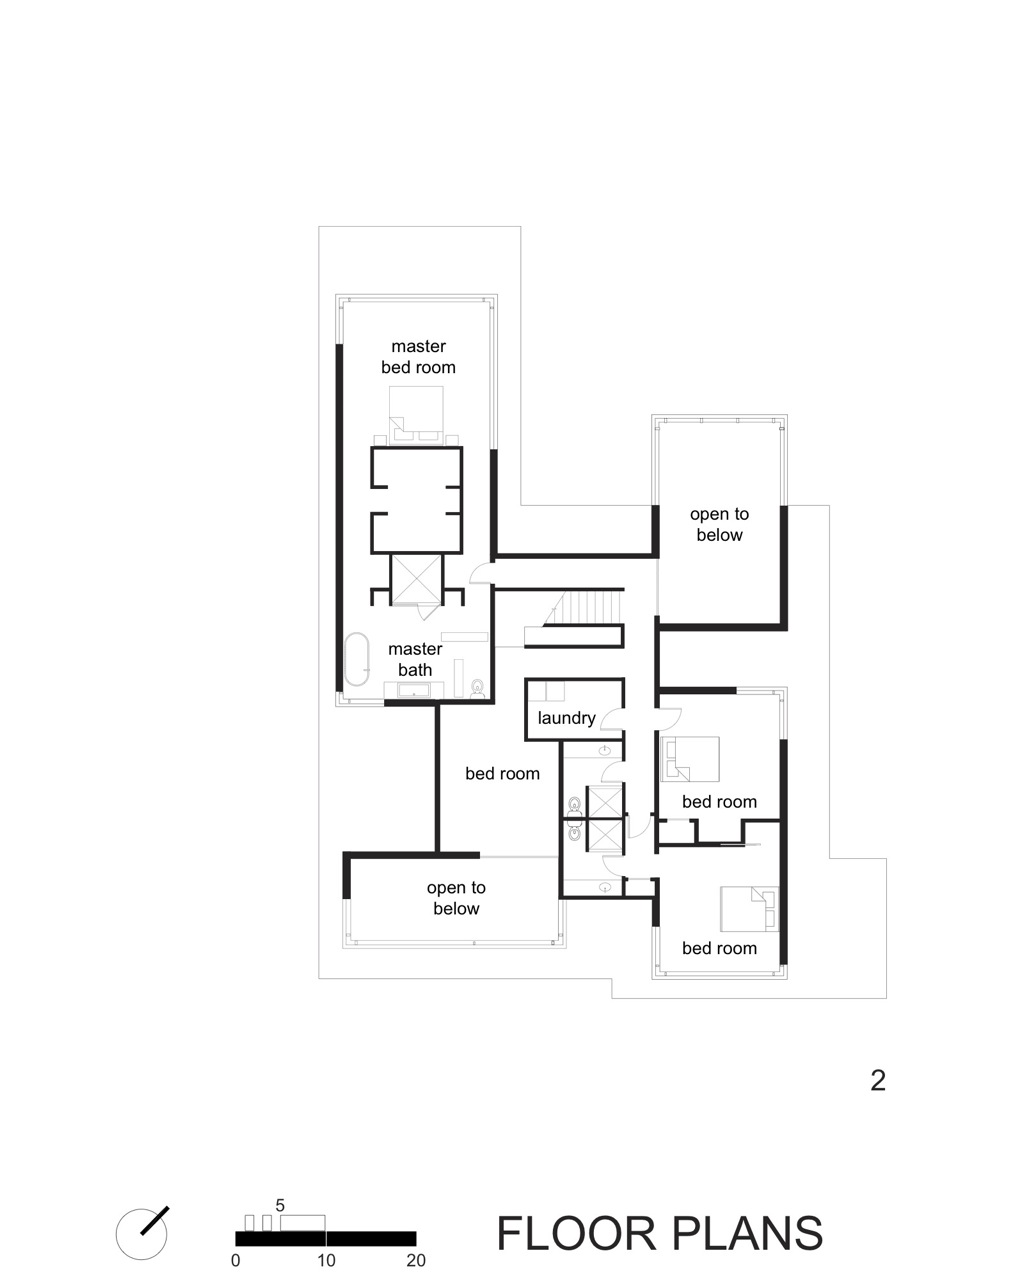 master
bed room
open to
below
master
bath
laundry
bed room
bed room
open to
below
bed room
2
5
0 10 20
FLOOR PLANS